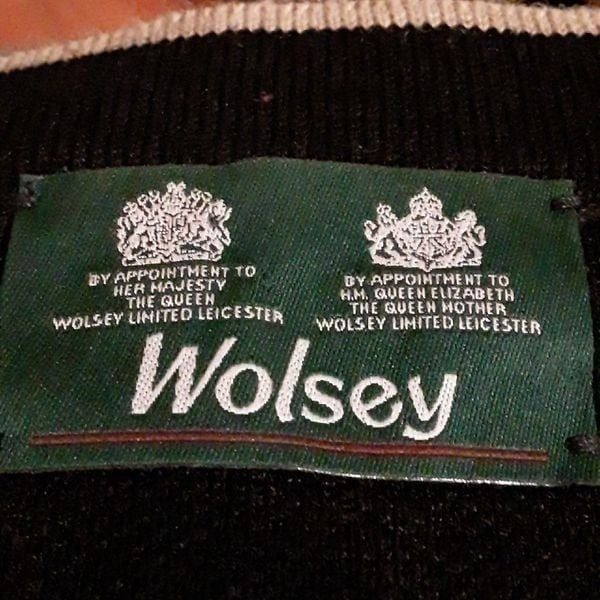 BY APPOINTMENT TO
HER MAJESTY
THE QUEEN
WOLSEY LIMITED LEICESTER
BY APPOINTMENT TO
H.M. QUEEN ELIZABETH
THE QUEEN MOTHER
WOLSEY LIMITED LEICESTER
Wolsey